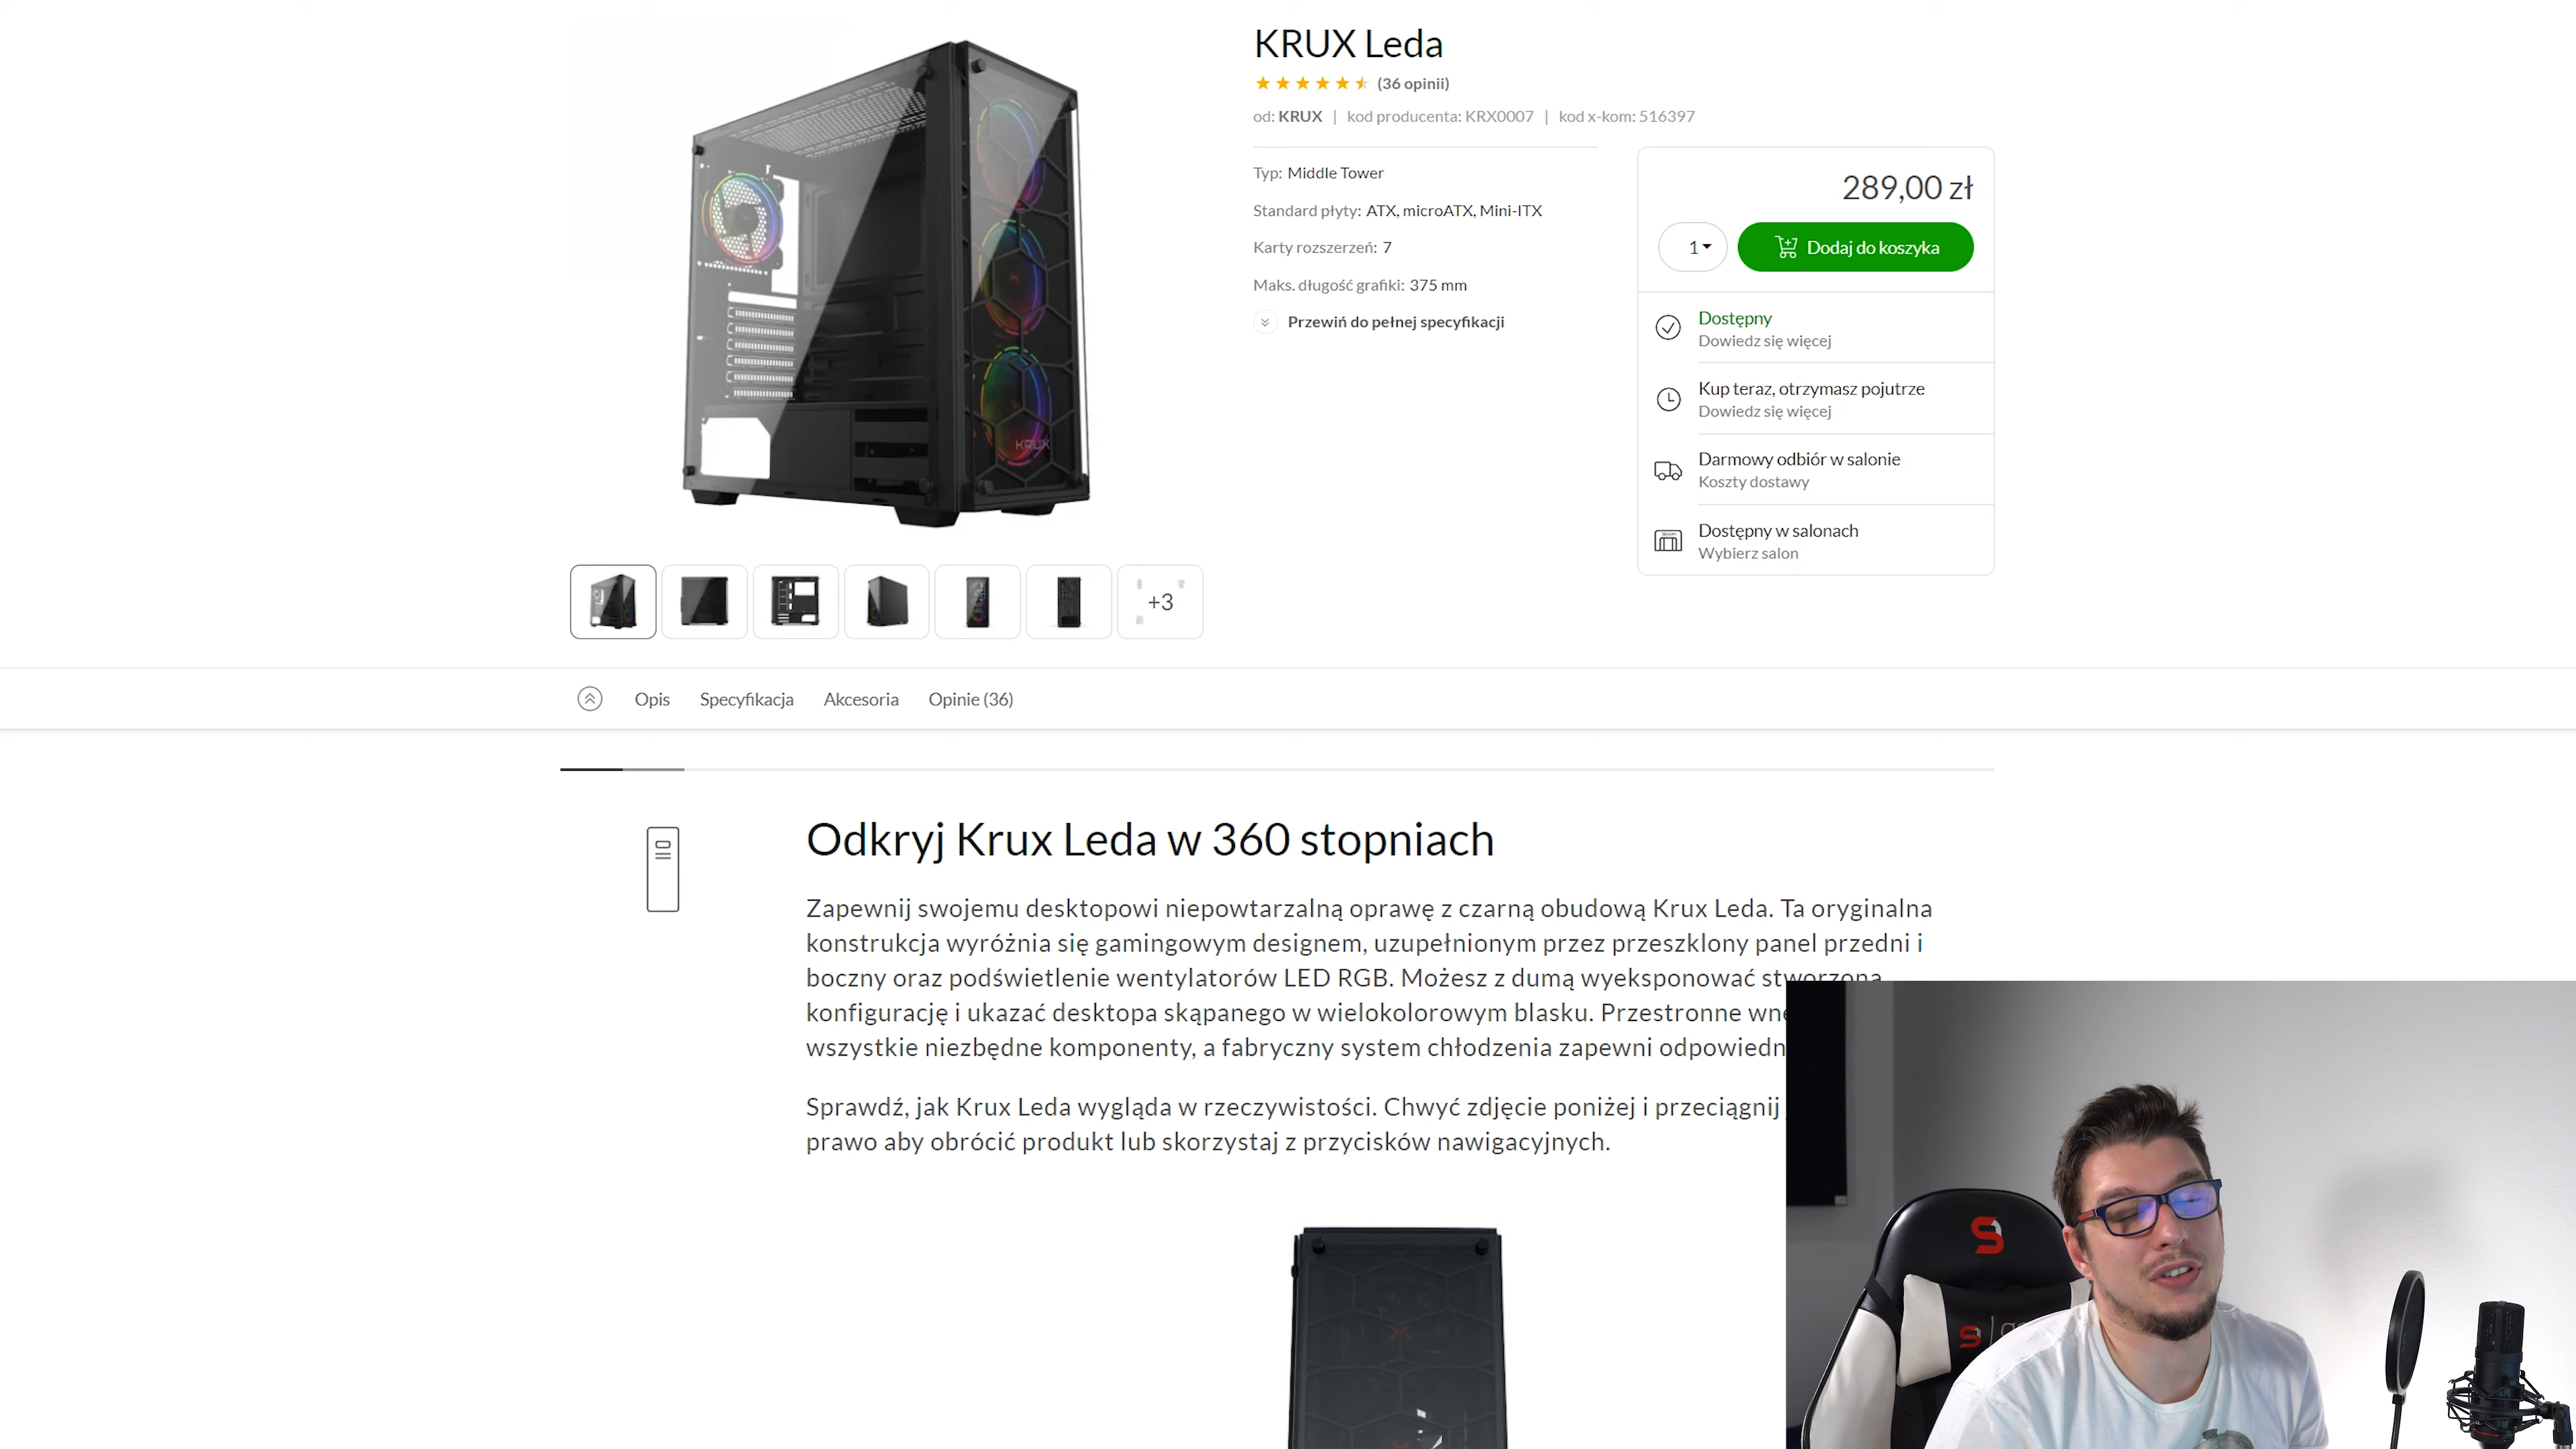 KRUX Leda
(36 opinii)
od: KRUX | kod producenta: KRX0007 | kod x-kom: 516397
Typ: Middle Tower
Standard płyty: ATX, microATX, Mini-ITX
Karty rozszerzeń: 7
Maks. długość grafiki: 375 mm
Przewiń do pełnej specyfikacji
289,00 zł
1
Dodaj do koszyka
Dostępny
Dowiedz się więcej
Kup teraz, otrzymasz pojutrze
Dowiedz się więcej
Darmowy odbiór w salonie
Koszty dostawy
Dostępny w salonach
Wybierz salon
KRUX
+3
Opis
Specyfikacja
Akcesoria
Opinie (36)
Odkryj Krux Leda w 360 stopniach
Zapewnij swojemu desktopowi niepowtarzalną oprawę z czarną obudową Krux Leda. Ta oryginalna
konstrukcja wyróżnia się gamingowym designem, uzupełnionym przez przeszklony panel przedni i
boczny oraz podświetlenie wentylatorów LED RGB. Możesz z dumą wyeksponować stworzoną
konfigurację i ukazać desktopa skąpanego w wielokolorowym blasku. Przestronne
wszystkie niezbędne komponenty, a fabryczny system chłodzenia zapewni
Sprawdź, jak Krux Leda wygląda w rzeczywistości. Chwyć zdjęcie poniżej i przeciągnij
prawo aby obrócić produkt lub skorzystaj z przycisków nawigacyjnych.
S
S